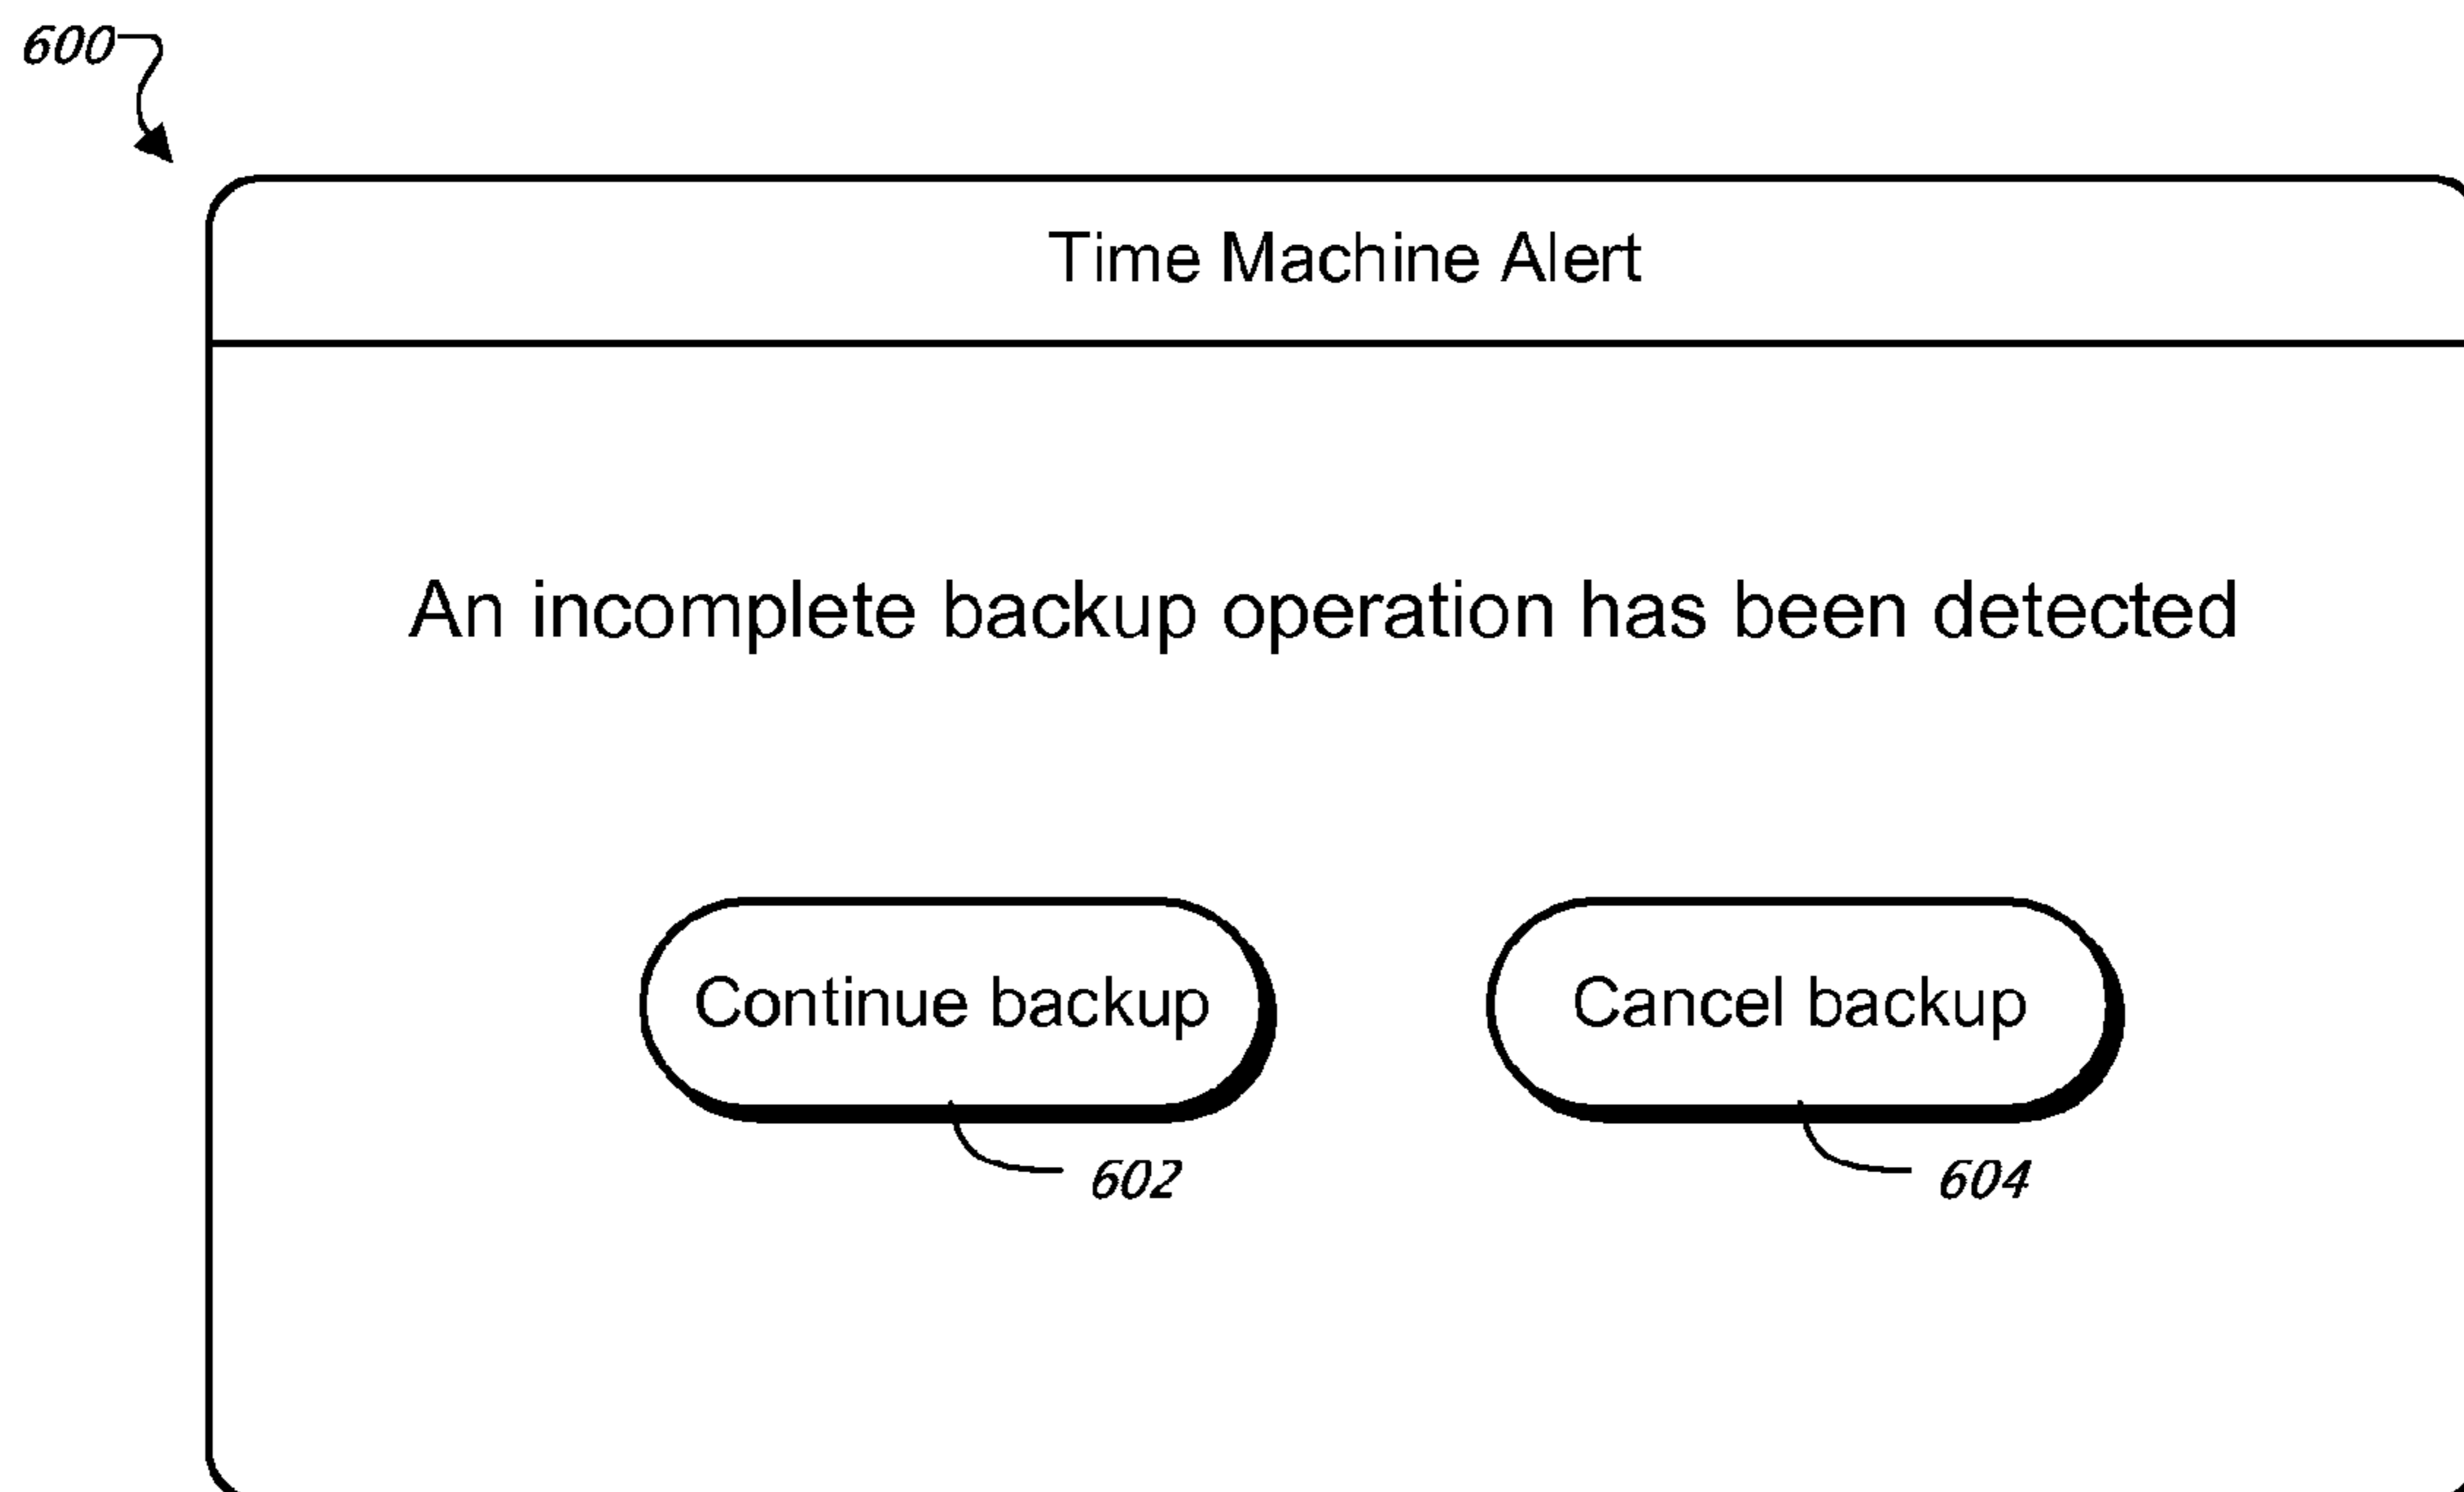 600
Time Machine Alert
An incomplete backup operation has been detected
Continue backup
Cancel backup
602
604